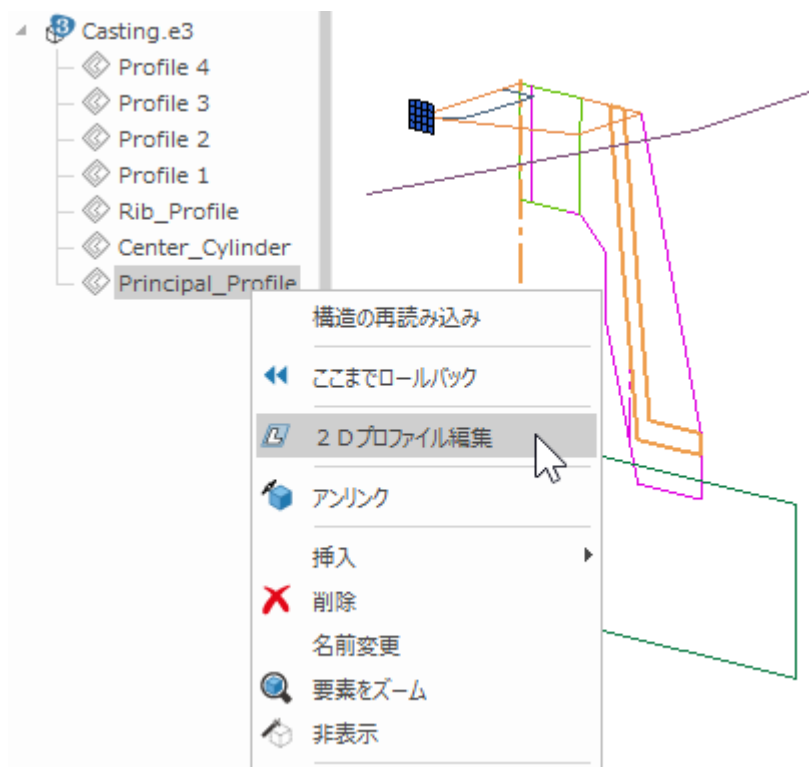 Casting.e3
Profile 4
Profile 3
Profile 2
Profile 1
Rib_Profile
Center_Cylinder
Principal_Profile
構造の再読み込み
ここまでロールバック
２Ｄプロファイル編集
アンリンク
挿入
削除
名前変更
要素をズーム
非表示